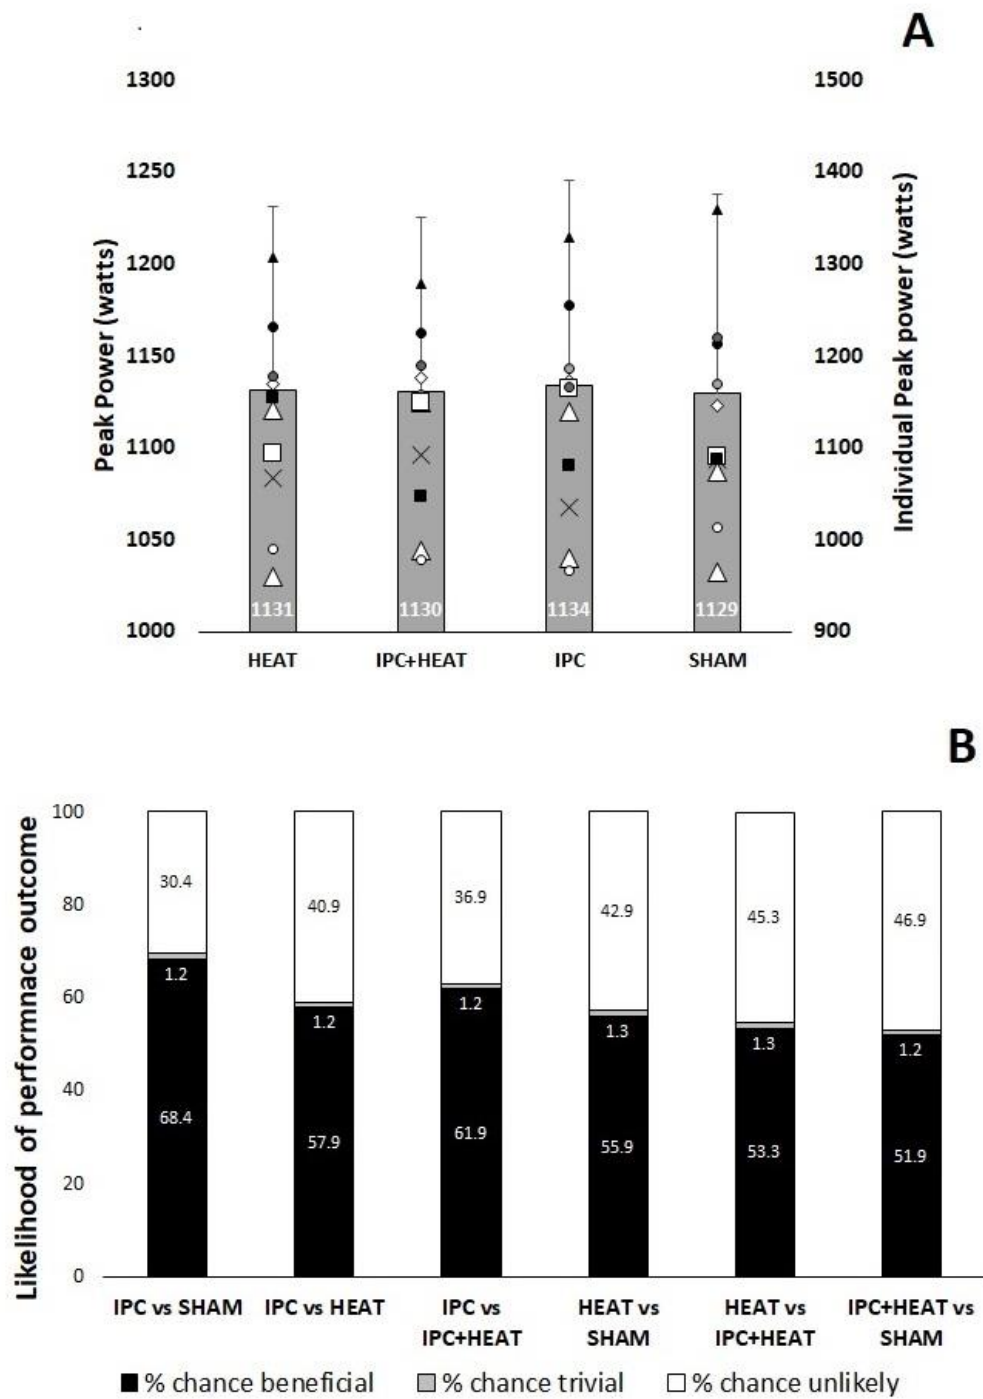 A
1300
1250
1200
1150
1100
1050
1000
Peak Power (watts)
1500
1400
1300
1200
1100
1000
900
Individual Peak power (watts)
1131
1130
1134
1129
HEAT
IPC+HEAT
IPC
SHAM
B
Likelihood of performnace outcome
100
80
60
40
20
0
30.4
40.9
36.9
42.9
45.3
46.9
1.2
1.2
1.2
1.3
1.3
1.2
68.4
57.9
61.9
55.9
53.3
51.9
IPC vs SHAM
IPC vs HEAT
IPC vs
IPC+HEAT
HEAT vs
SHAM
HEAT vs
IPC+HEAT
IPC+HEAT vs
SHAM
% chance beneficial
% chance trivial
% chance unlikely